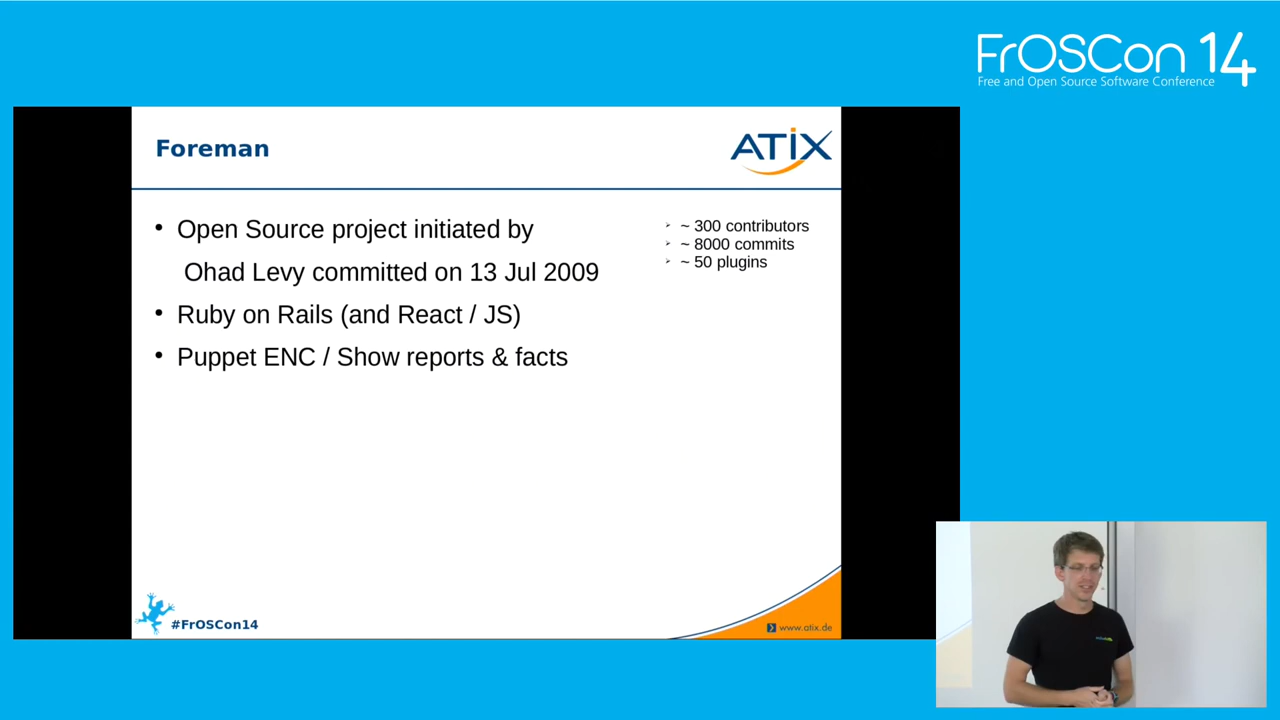 FrOSCon 14
Free and Open Source Software Conference
Foreman
ATIX
• Open Source project initiated by
Ohad Levy committed on 13 Jul 2009
• Ruby on Rails (and React / JS)
• Puppet ENC / Show reports & facts
~ 300 contributors
~ 8000 commits
~ 50 plugins
#FrOSCon14
www.atix.de